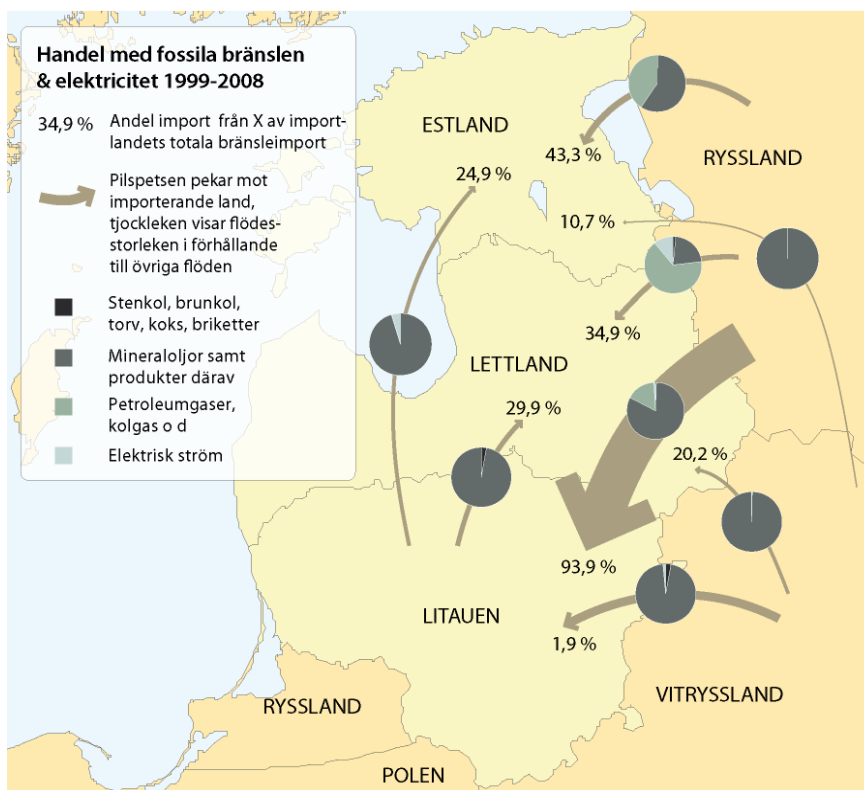 Handel med fossila bränslen
& elektricitet 1999-2008
34,9 %
Andel import från X av import-
landets totala bränsleimport
Pilspetsen pekar mot
importerande land,
tjockleken visar flödes-
storleken i förhållande
till övriga flöden
Stenkol, brunkol,
torv, koks, briketter
Mineraloljor samt
produkter därav
Petroleumgaser,
kolgas o d
Elektrisk ström
ESTLAND
43,3 %
RYSSLAND
24,9 %
10,7 %
34,9 %
LETTLAND
29,9 %
20,2 %
93,9 %
LITAUEN
1,9 %
VITRYSSLAND
RYSSLAND
POLEN